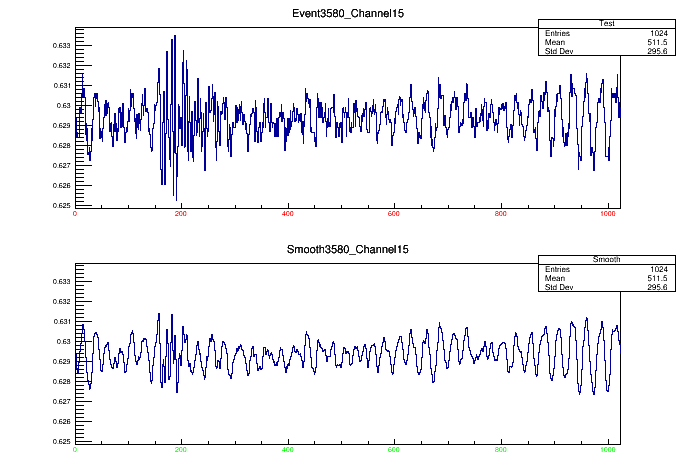 Event3580_Channel15
Test
Entries 1024
Mean 511.5
Std Dev 295.6
0.633
0.632
0.631
0.63
0.629
0.628
0.627
0.626
0.625
0 200 400 600 800 1000
Smooth3580_Channel15
Smooth
Entries 1024
Mean 511.5
Std Dev 295.6
0.633
0.632
0.631
0.63
0.629
0.628
0.627
0.626
0.625
0 200 400 600 800 1000